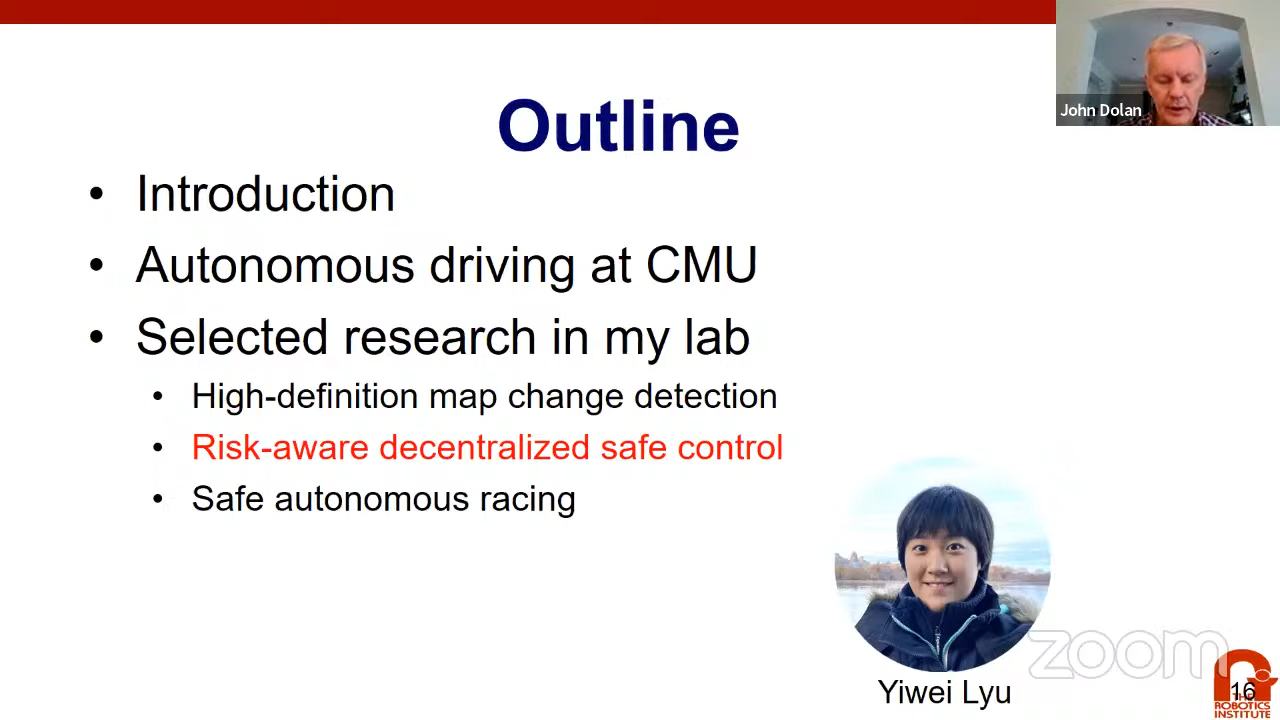 John Dolan
Outline
• Introduction
• Autonomous driving at CMU
• Selected research in my lab
• High-definition map change detection
• Risk-aware decentralized safe control
• Safe autonomous racing
Yiwei Lyu
zoom
16
THE
ROBOTICS
INSTITUTE